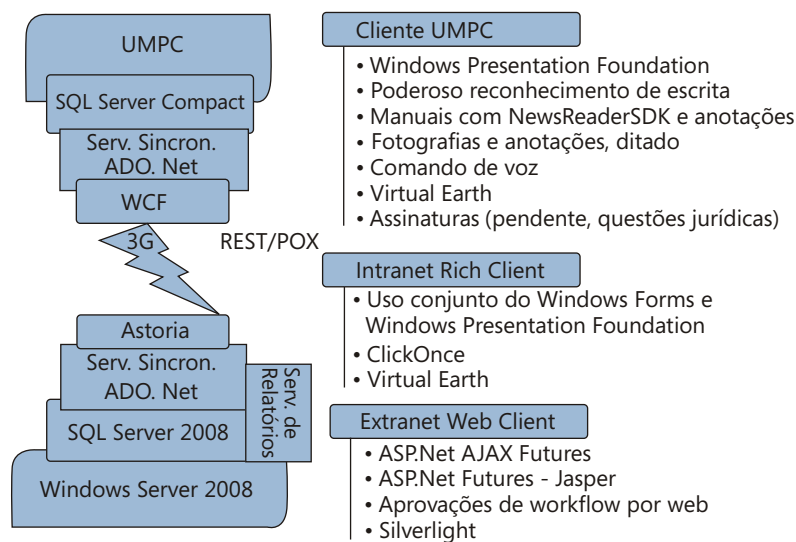 UMPC
SQL Server Compact
Serv. Sincron.
ADO. Net
WCF
3G
REST/POX
Astoria
Serv. Sincron.
ADO. Net
Serv. de
Relatórios
SQL Server 2008
Windows Server 2008
Cliente UMPC
• Windows Presentation Foundation
• Poderoso reconhecimento de escrita
• Manuais com NewsReaderSDK e anotações
• Fotografias e anotações, ditado
• Comando de voz
• Virtual Earth
• Assinaturas (pendente, questões jurídicas)
Intranet Rich Client
• Uso conjunto do Windows Forms e
Windows Presentation Foundation
• ClickOnce
• Virtual Earth
Extranet Web Client
• ASP.Net AJAX Futures
• ASP.Net Futures - Jasper
• Aprovações de workflow por web
• Silverlight